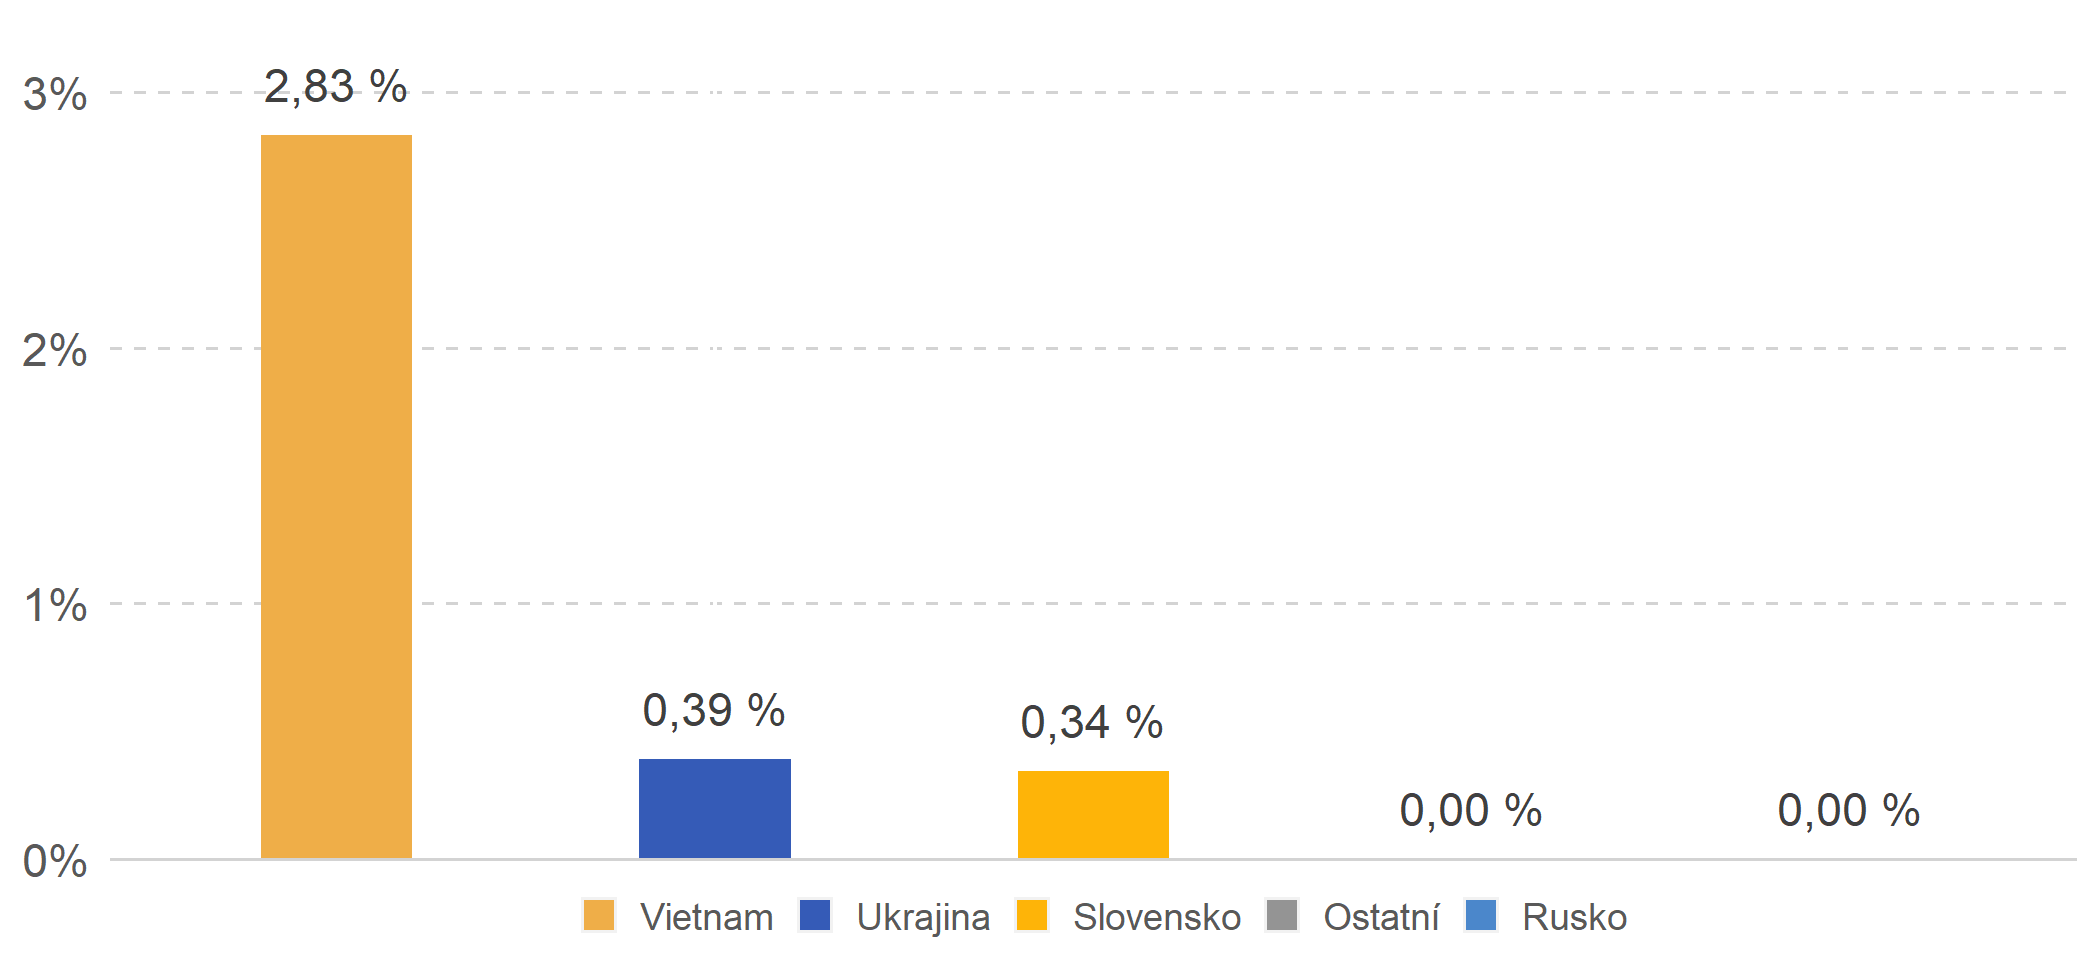 3%
2,83 %
2%
1%
0,39 %
0,34 %
0,00 %
0,00 %
0%
Vietnam
Ukrajina
Slovensko
Ostatní
Rusko